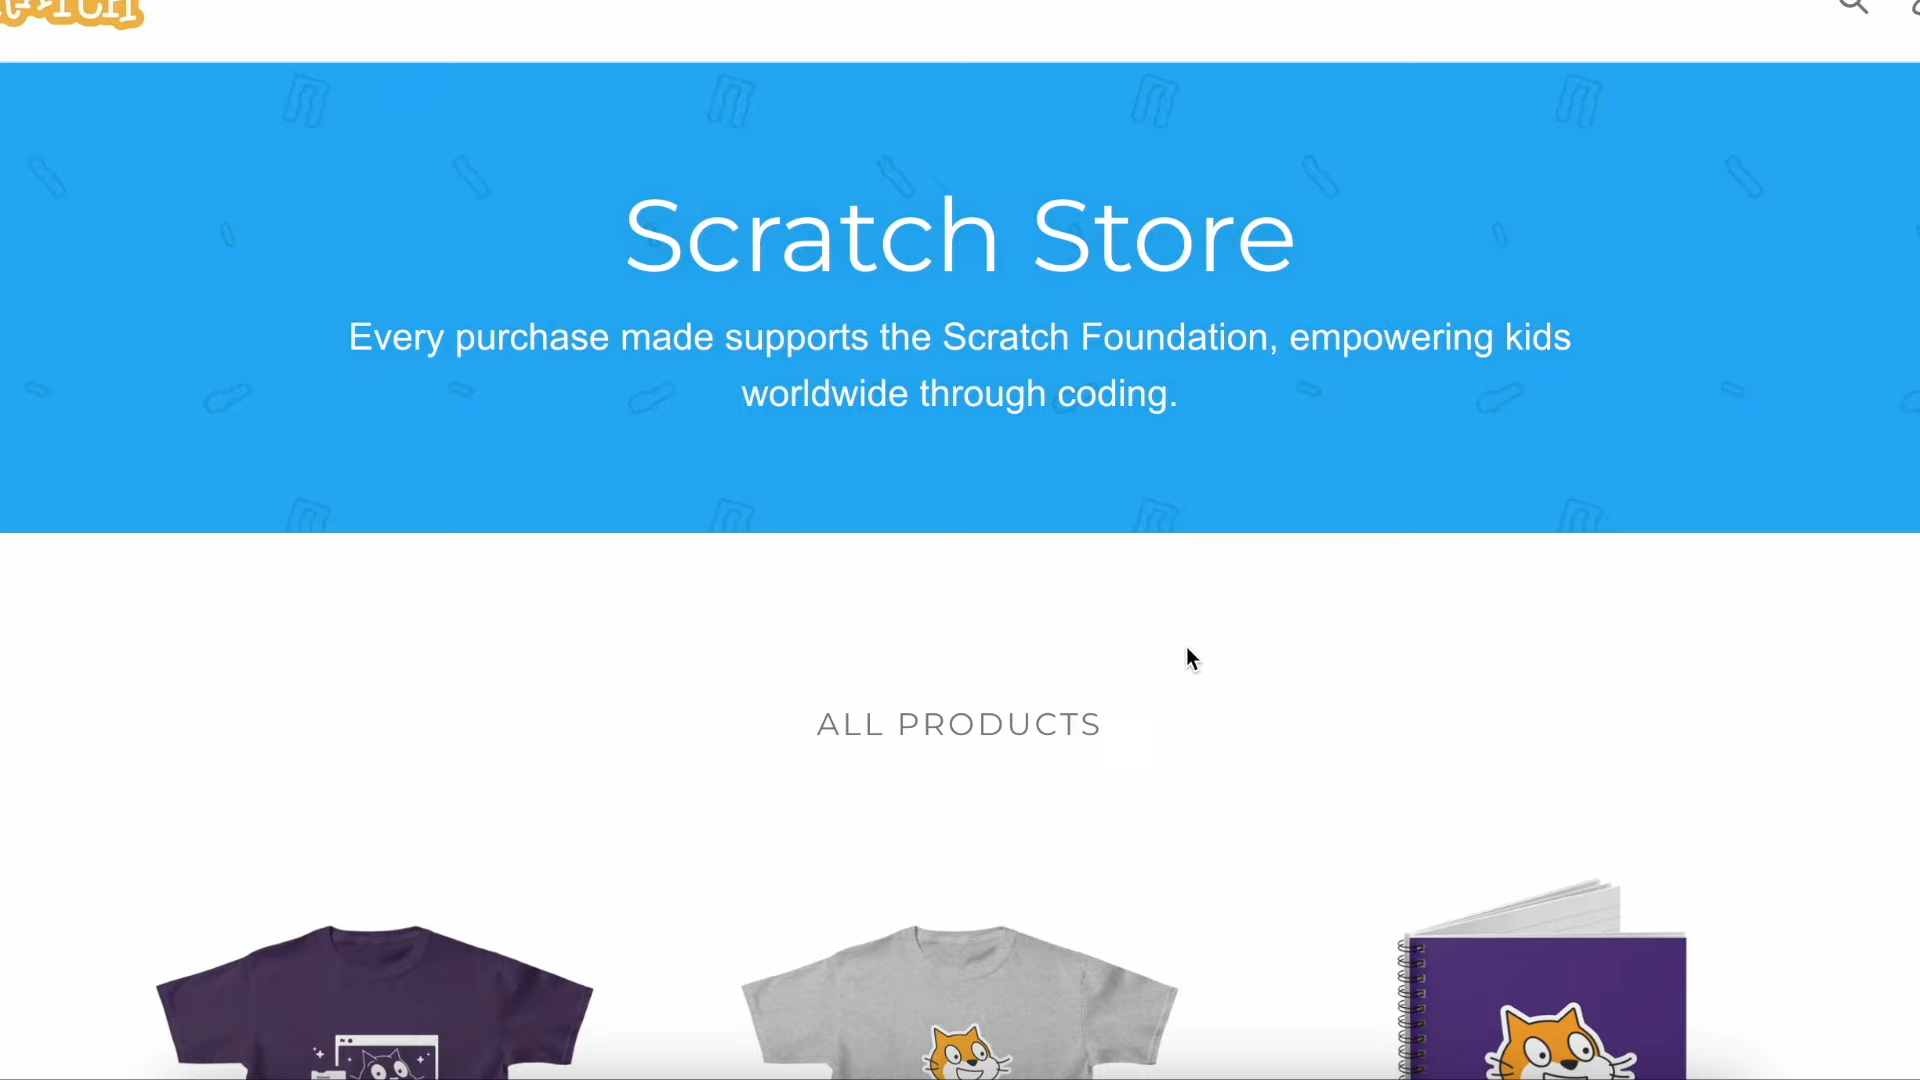 Scratch Store
Every purchase made supports the Scratch Foundation, empowering kids
worldwide through coding.
ALL PRODUCTS